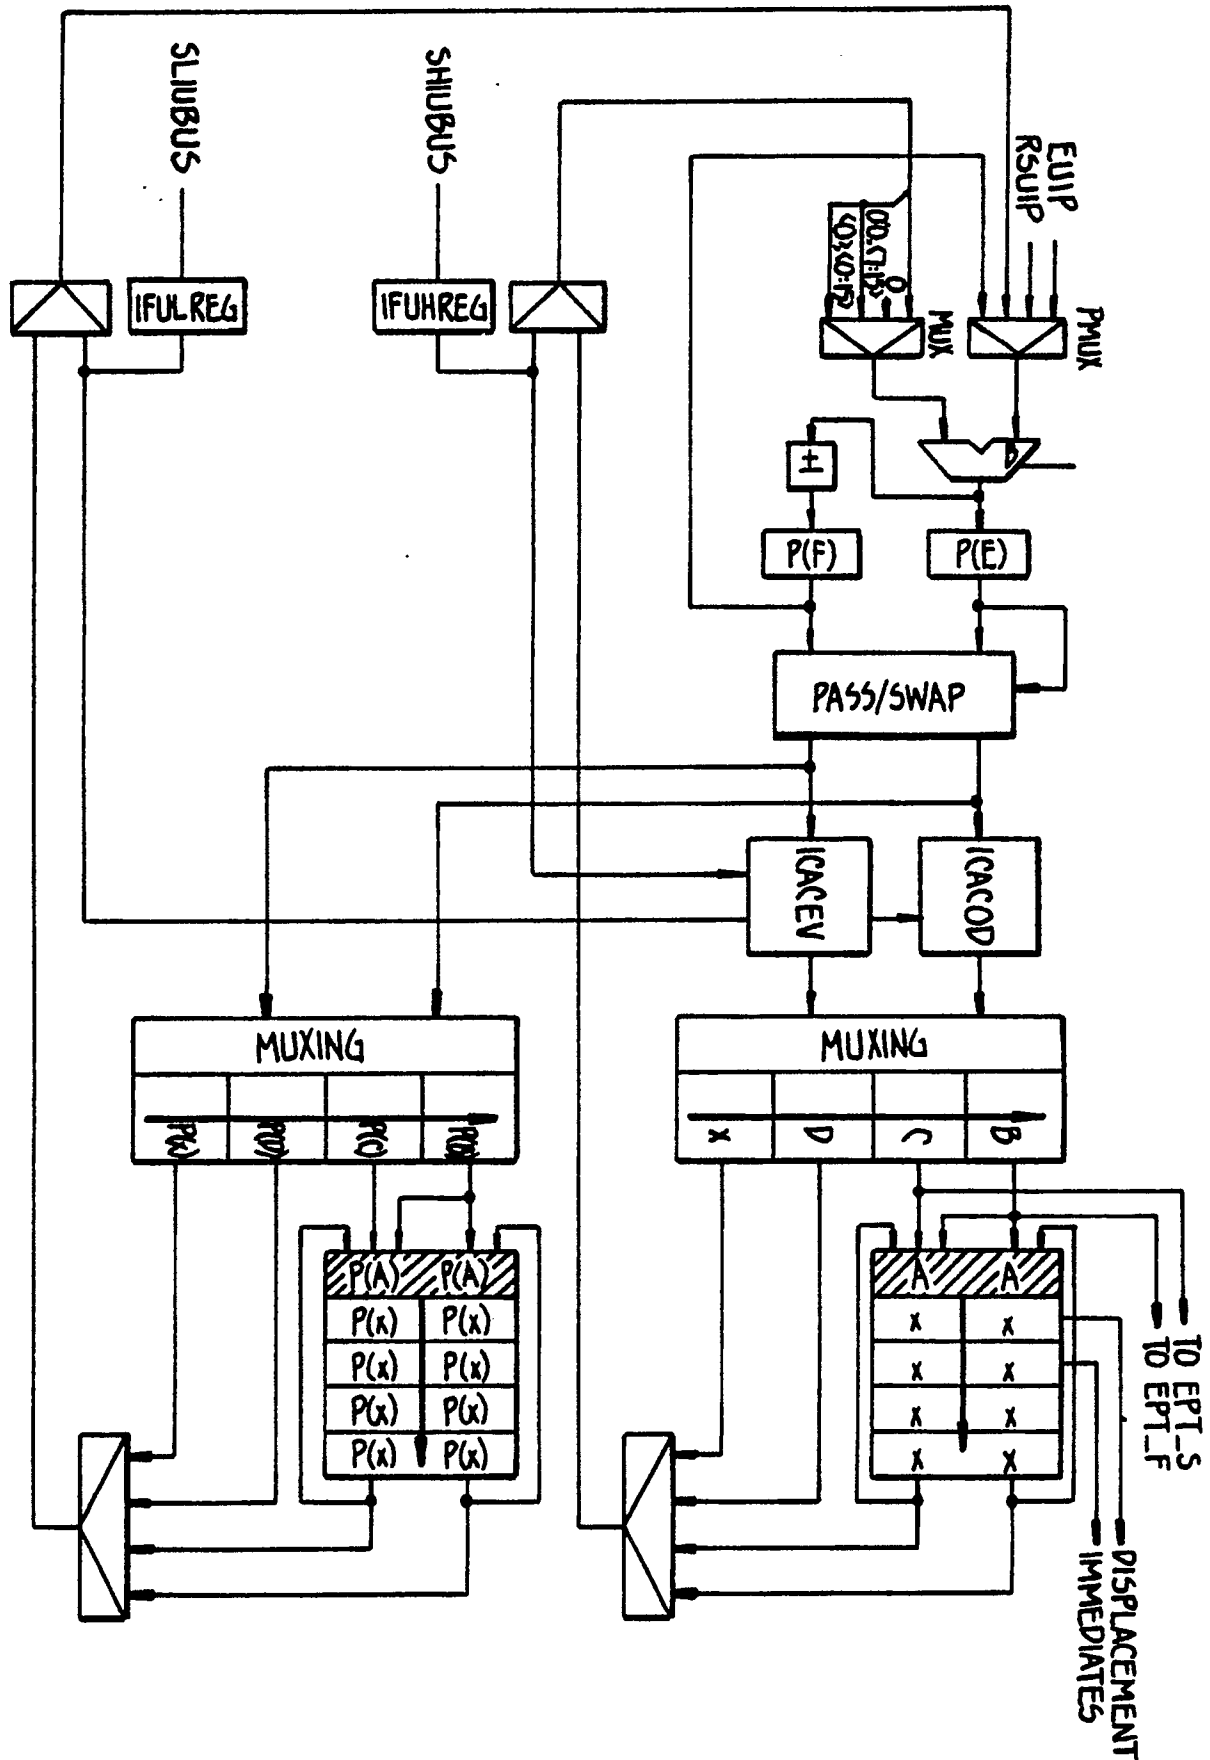 SLIUBUS
SHIUBUS
EUIP
RSUIP
0
MUX
PMUX
IFULREG
IFUHREG
±
P(F)
P(E)
PASS/SWAP
ICACEV
ICACOD
MUXING
MUXING
P(x)
P(D)
P(C)
P(B)
x
D
C
B
P(A) P(A)
P(x) P(x)
P(x) P(x)
P(x) P(x)
P(x) P(x)
A A
x x
x x
x x
x x
TO EPT_S
TO EPT_F
DISPLACEMENT
IMMEDIATES